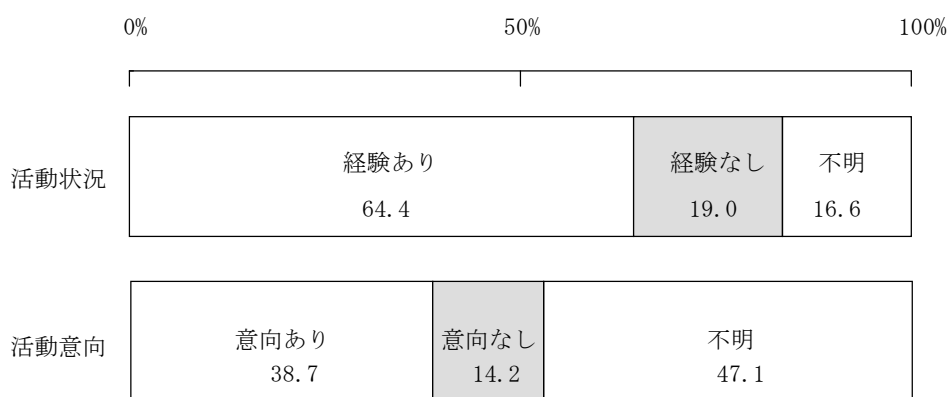 0% 50% 100%
活動状況
経験あり 経験なし 不明
64.4 19.0 16.6
活動意向
意向あり 意向なし 不明
38.7 14.2 47.1